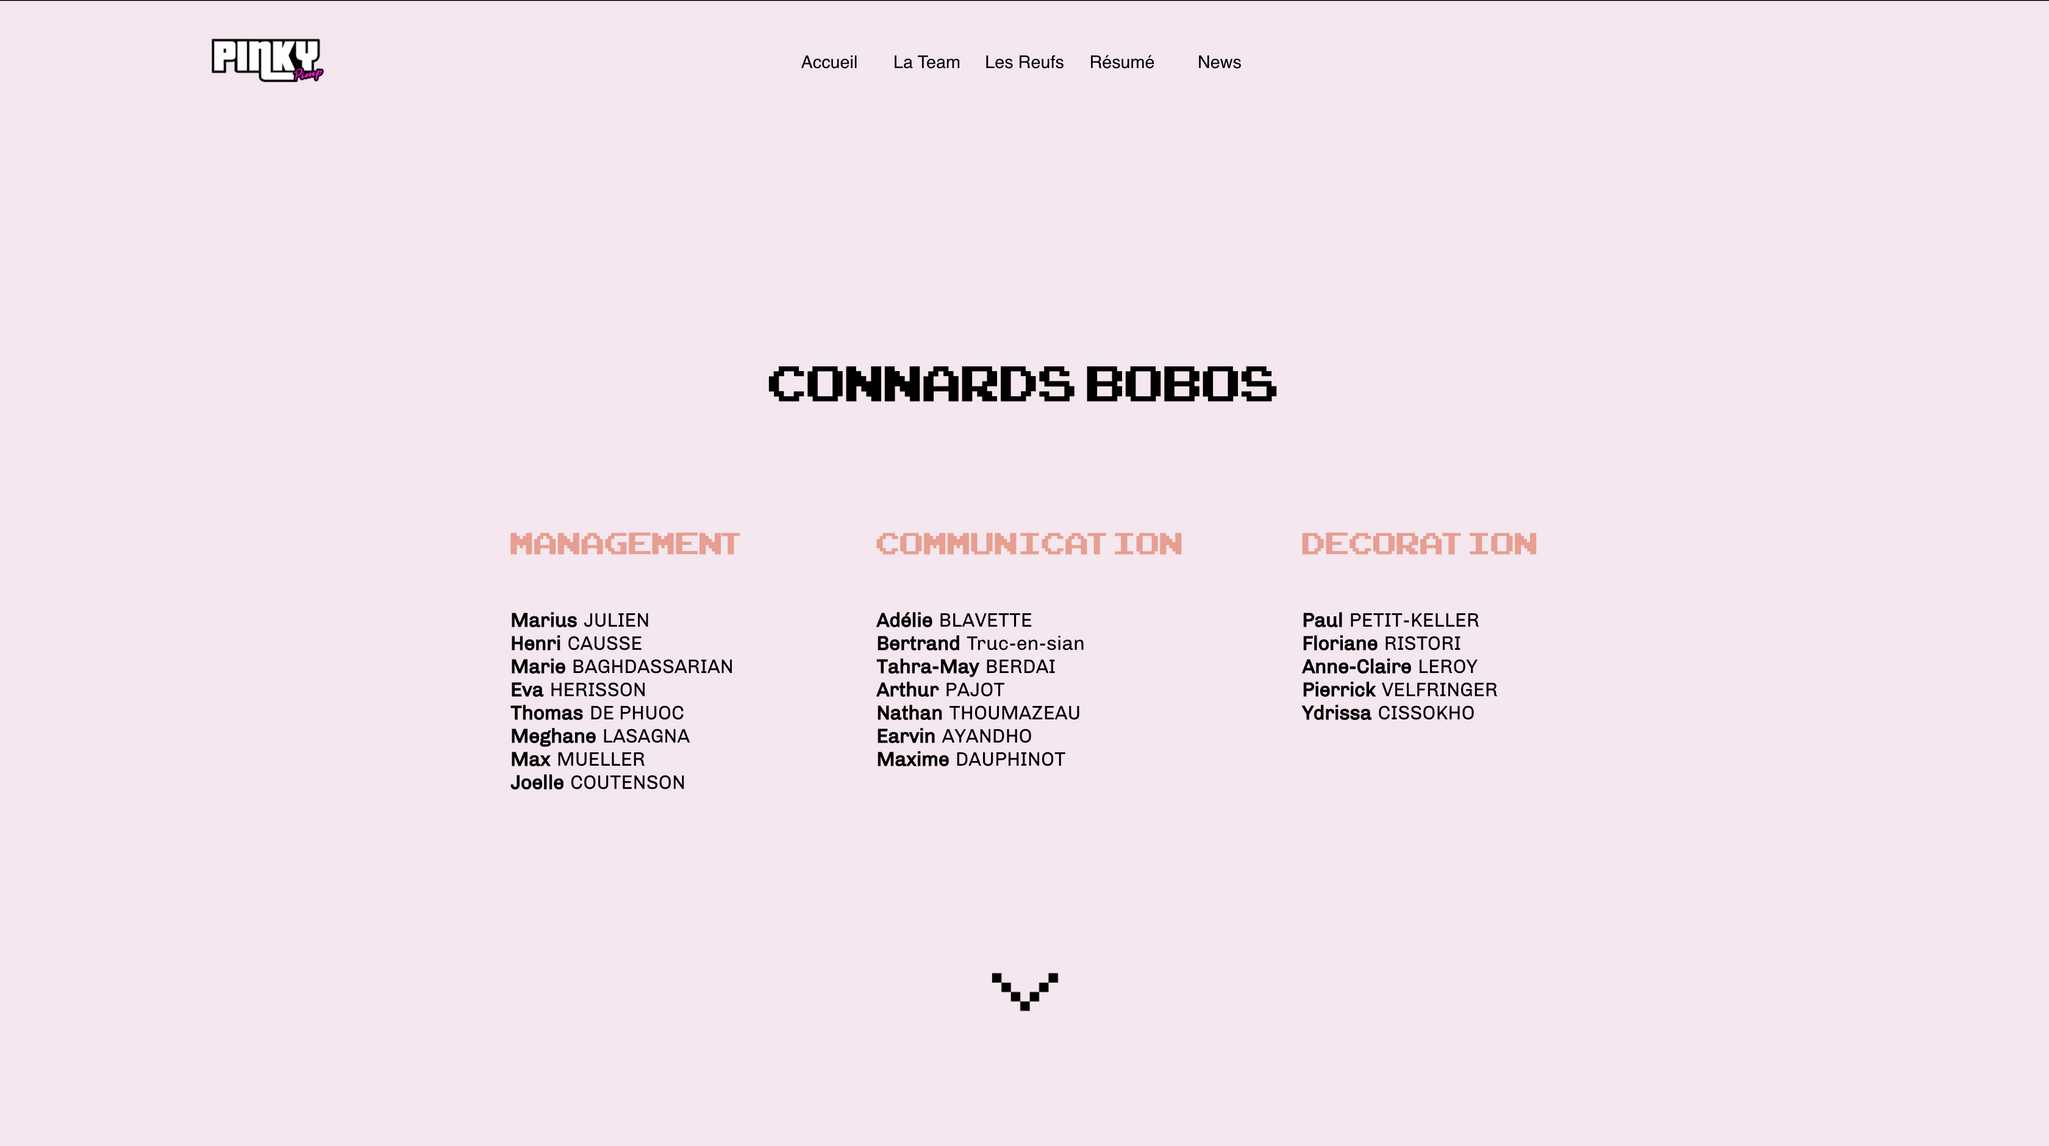 PINKY
Pimp
Accueil La Team Les Reufs Résumé News
CONNARDS BOBOS
MANAGEMENT
Marius JULIEN
Henri CAUSSE
Marie BAGHDASSARIAN
Eva HERISSON
Thomas DE PHUOC
Meghane LASAGNA
Max MUELLER
Joelle COUTENSON
COMMUNICATION
Adélie BLAVETTE
Bertrand Truc-en-sian
Tahra-May BERDAI
Arthur PAJOT
Nathan THOUMAZEAU
Earvin AYANDHO
Maxime DAUPHINOT
DECORATION
Paul PETIT-KELLER
Floriane RISTORI
Anne-Claire LEROY
Pierrick VELFRINGER
Ydrissa CISSOKHO